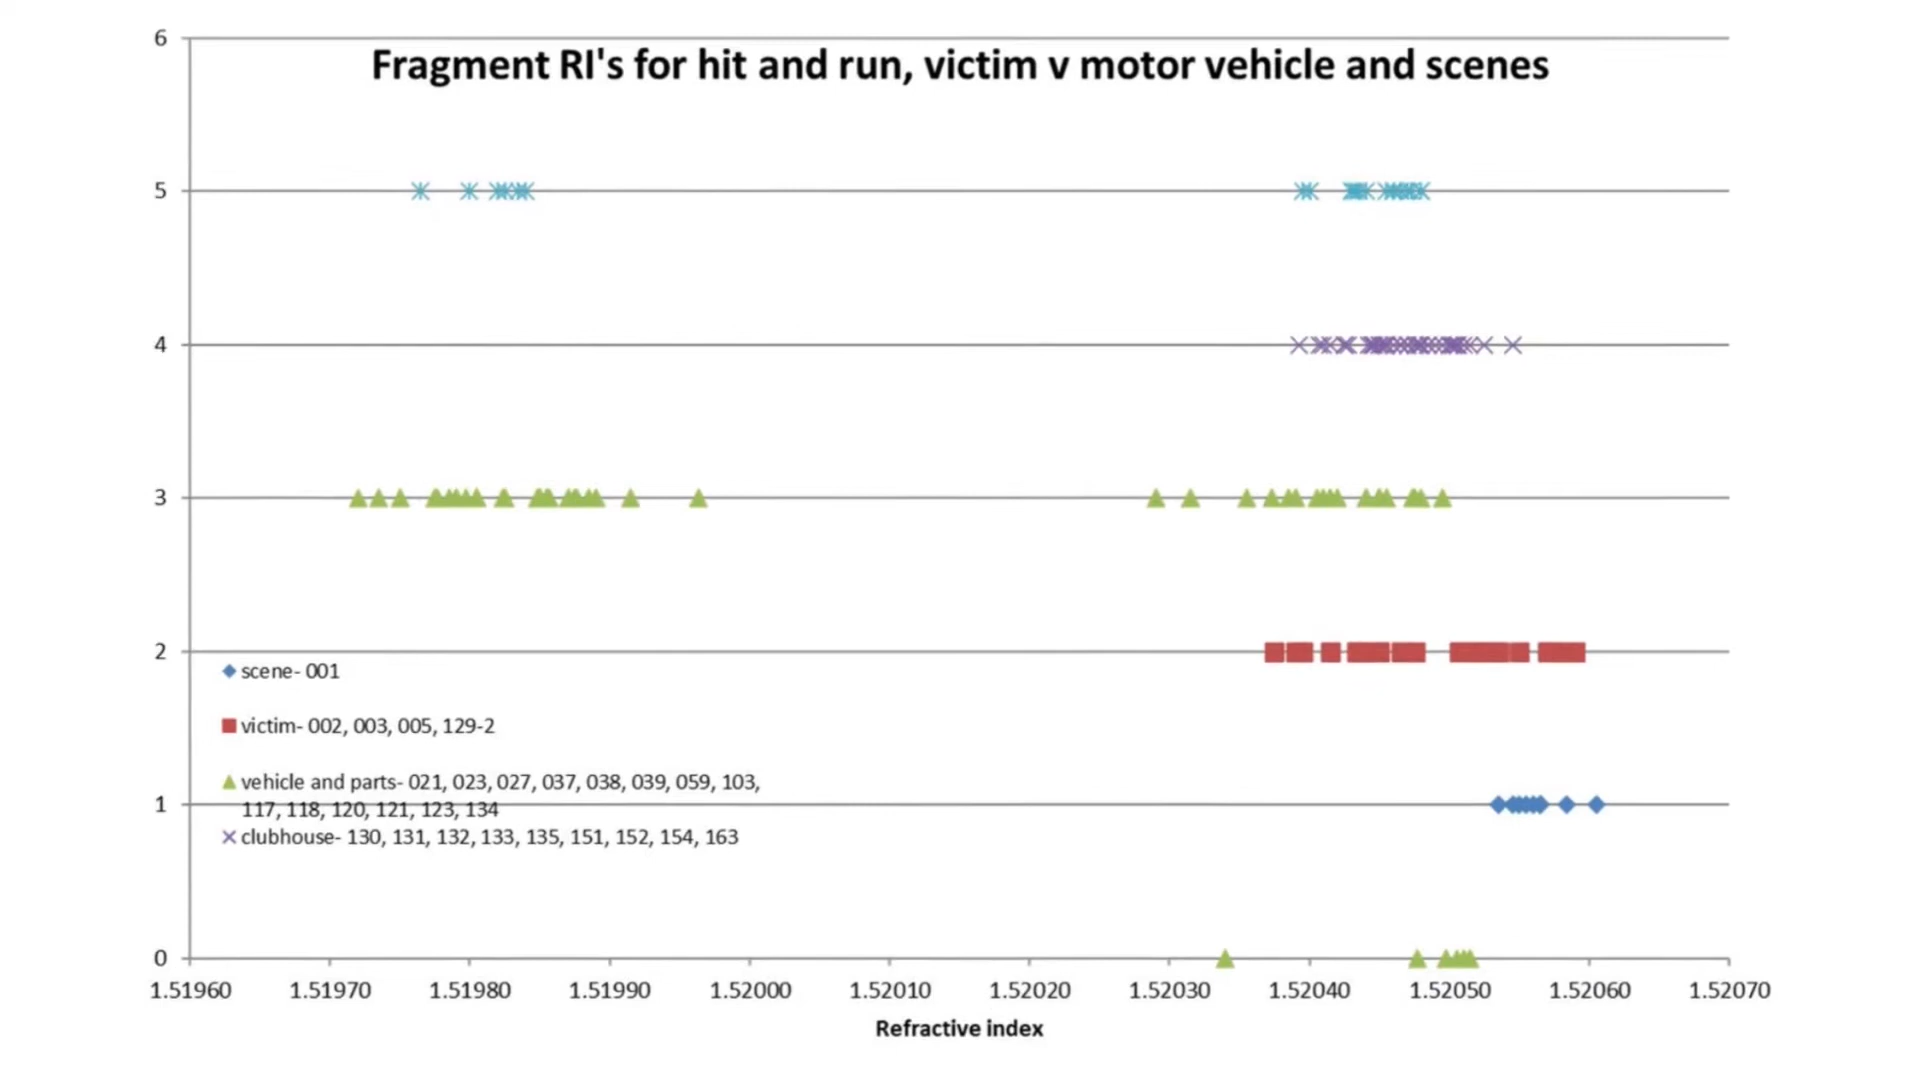 Fragment RI's for hit and run, victim v motor vehicle and scenes
6
5
4
3
2
1
0
scene- 001
victim- 002, 003, 005, 129-2
vehicle and parts- 021, 023, 027, 037, 038, 039, 059, 103,
117, 118, 120, 121, 123, 134
clubhouse- 130, 131, 132, 133, 135, 151, 152, 154, 163
1.51960 1.51970 1.51980 1.51990 1.52000 1.52010 1.52020 1.52030 1.52040 1.52050 1.52060 1.52070
Refractive index